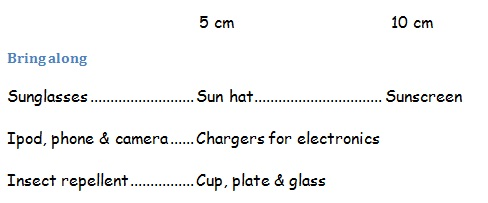 5 cm 10 cm
Bring along
Sunglasses.......................... Sun hat................................ Sunscreen
Ipod, phone & camera...... Chargers for electronics
Insect repellent................ Cup, plate & glass